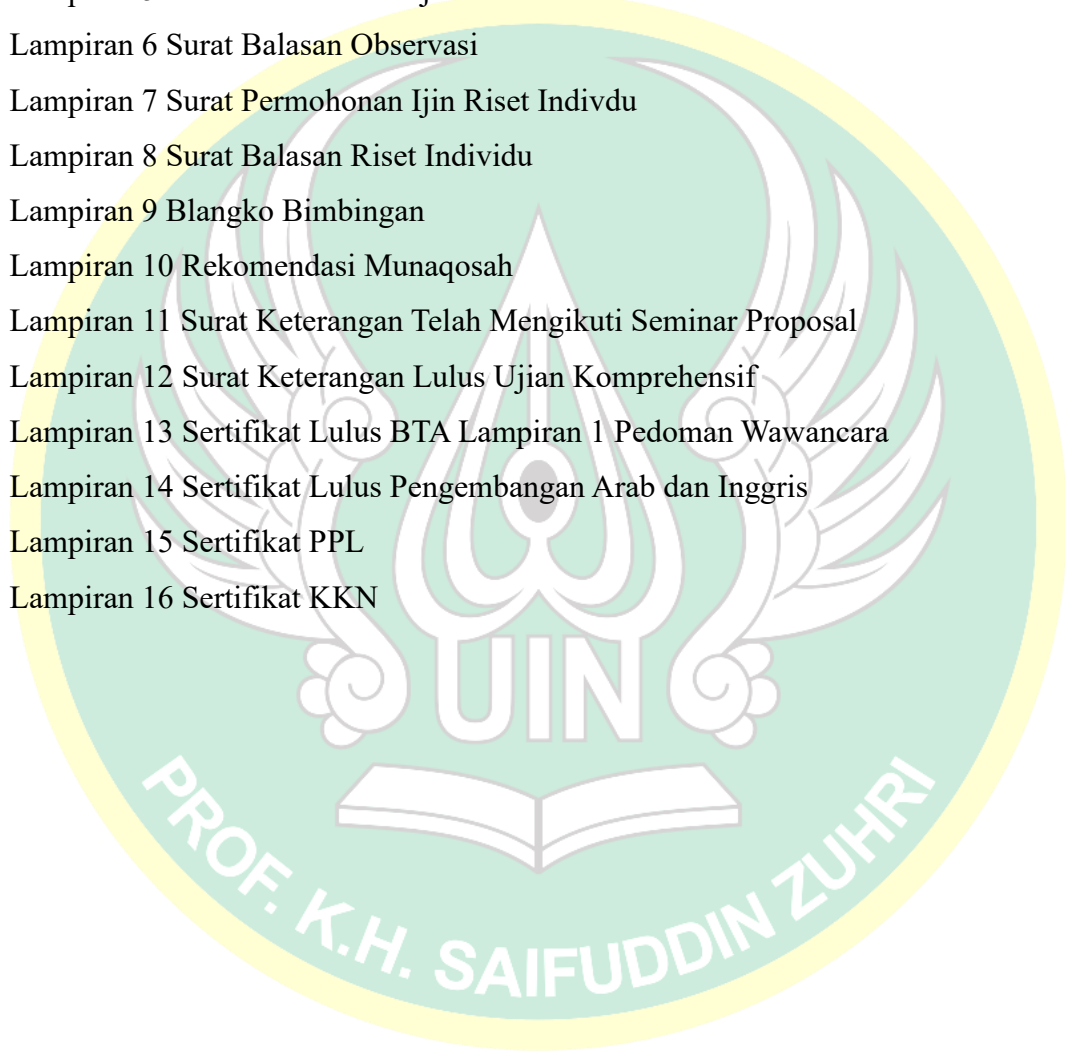 Lampiran 6 Surat Balasan Observasi
Lampiran 7 Surat Permohonan Ijin Riset Indivdu
Lampiran 8 Surat Balasan Riset Individu
Lampiran 9 Blangko Bimbingan
Lampiran 10 Rekomendasi Munaqosah
Lampiran 11 Surat Keterangan Telah Mengikuti Seminar Proposal
Lampiran 12 Surat Keterangan Lulus Ujian Komprehensif
Lampiran 13 Sertifikat Lulus BTA Lampiran 1 Pedoman Wawancara
Lampiran 14 Sertifikat Lulus Pengembangan Arab dan Inggris
Lampiran 15 Sertifikat PPL
Lampiran 16 Sertifikat KKN
UIN
PROF. K.H. SAIFUDDIN ZUHRI